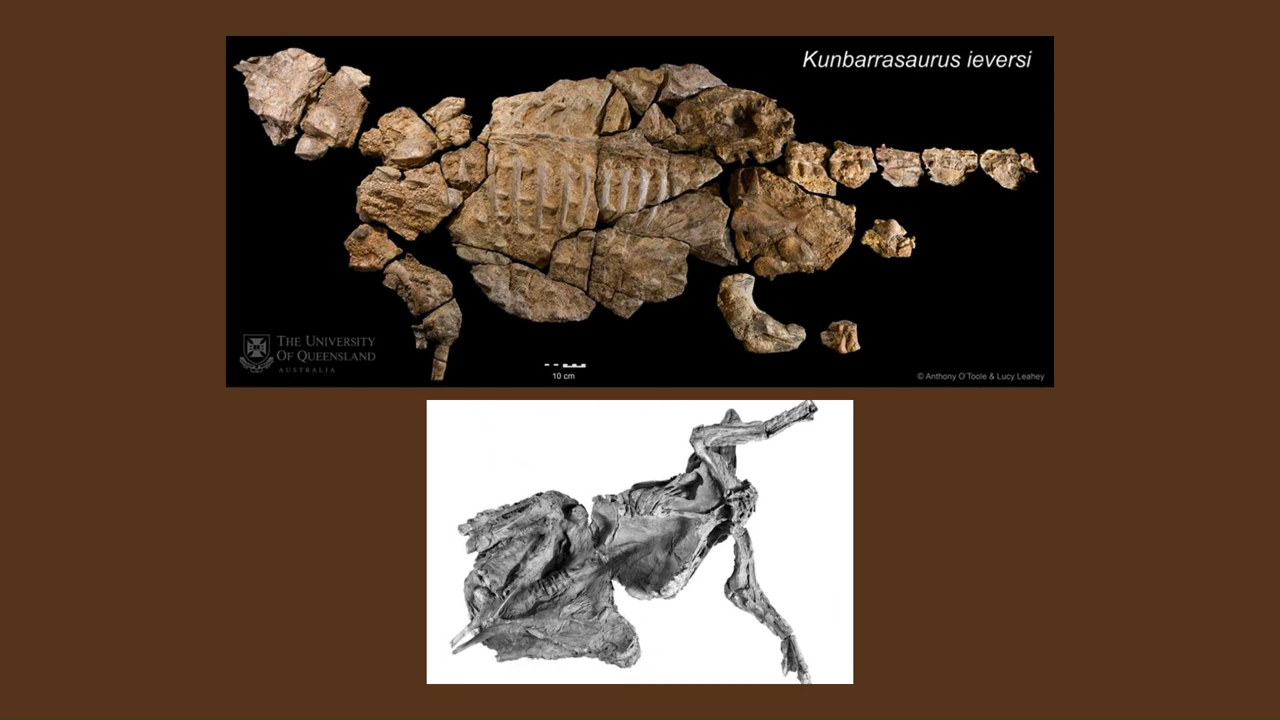 Kunbarrasaurus ieversi
THE UNIVERSITY
OF QUEENSLAND
AUSTRALIA
10 cm
© Anthony O'Toole & Lucy Leahey